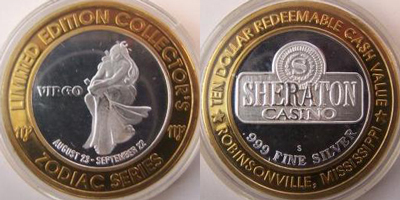 LIMITED EDITION COLLECTOR'S
VIRGO
AUGUST 23 - SEPTEMBER 22
ZODIAC SERIES
TEN DOLLAR REDEEMABLE CASH VALUE
S
SHERATON
CASINO
S
.999 FINE SILVER
ROBINSONVILLE, MISSISSIPPI